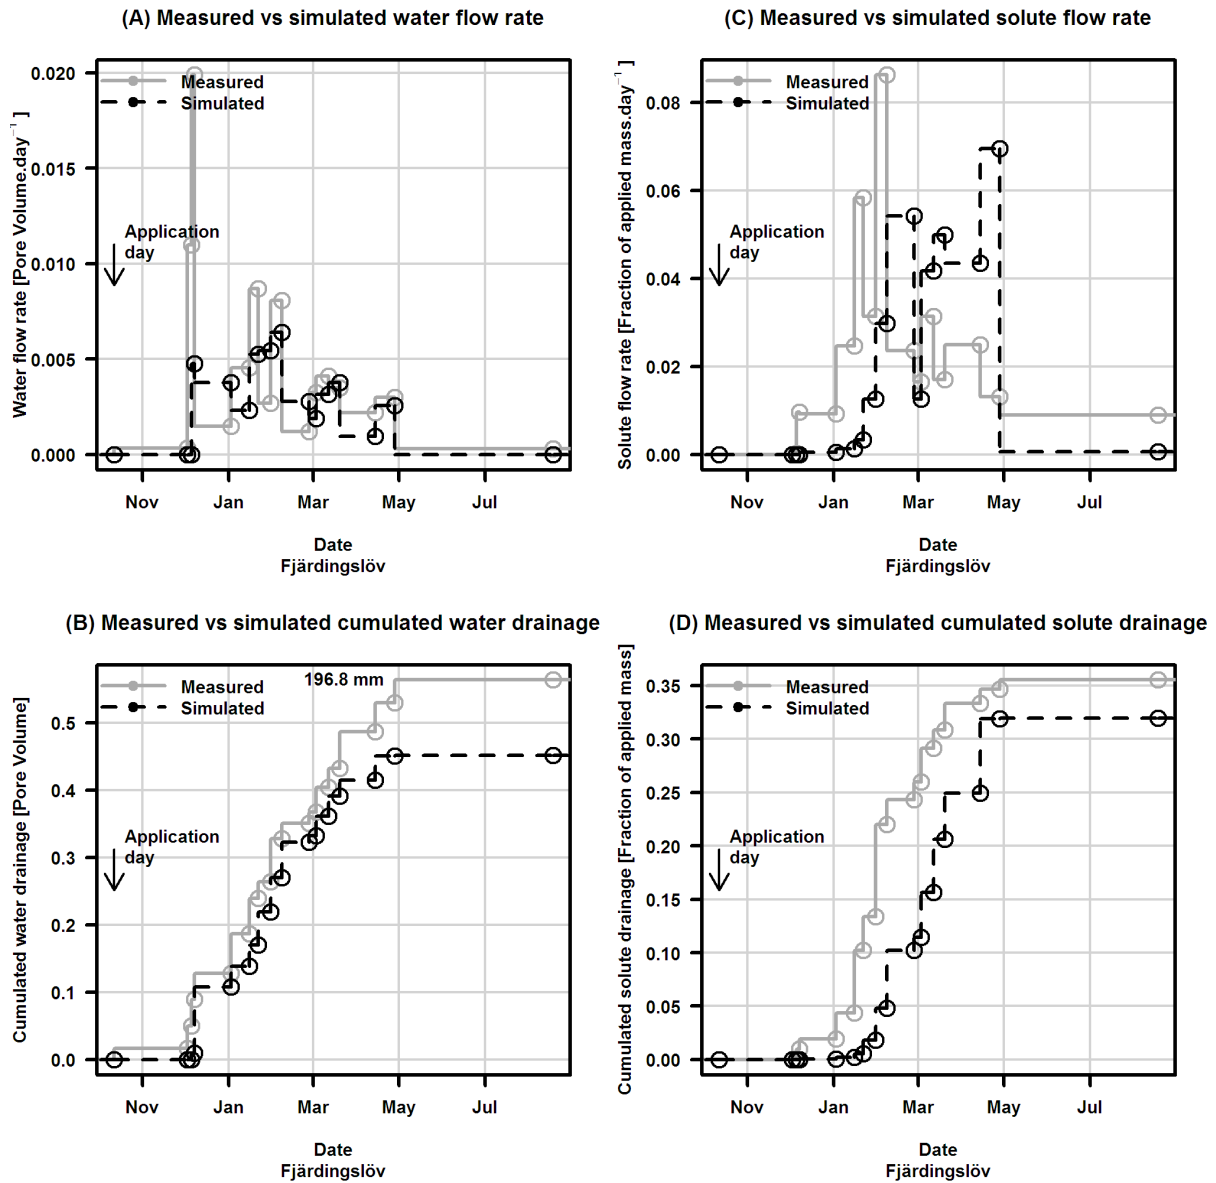 (A) Measured vs simulated water flow rate
Water flow rate [Pore Volume.day⁻¹ ]
0.020
0.015
0.010
0.005
0.000
Measured
Simulated
Application
day
Nov
Jan
Mar
May
Jul
Date
Fjärdingslöv
(C) Measured vs simulated solute flow rate
Solute flow rate [Fraction of applied mass.day⁻¹ ]
0.08
0.06
0.04
0.02
0.00
Measured
Simulated
Application
day
Nov
Jan
Mar
May
Jul
Date
Fjärdingslöv
(B) Measured vs simulated cumulated water drainage
Cumulated water drainage [Pore Volume]
0.5
0.4
0.3
0.2
0.1
0.0
Measured
Simulated
196.8 mm
Application
day
Nov
Jan
Mar
May
Jul
Date
Fjärdingslöv
(D) Measured vs simulated cumulated solute drainage
Cumulated solute drainage [Fraction of applied mass]
0.35
0.30
0.25
0.20
0.15
0.10
0.05
0.00
Measured
Simulated
Application
day
Nov
Jan
Mar
May
Jul
Date
Fjärdingslöv